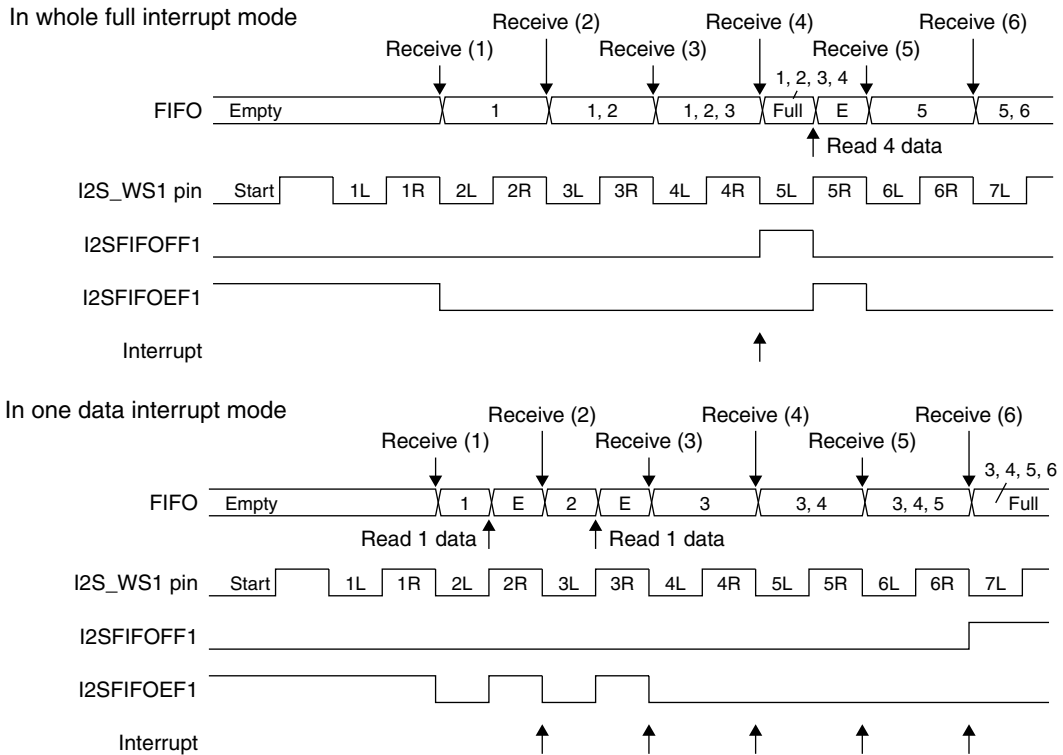 In whole full interrupt mode
Receive (2) Receive (4) Receive (6)
Receive (1) Receive (3) Receive (5)
1, 2, 3, 4
FIFO Empty 1 1, 2 1, 2, 3 Full E 5 5, 6
Read 4 data
I2S_WS1 pin Start 1L 1R 2L 2R 3L 3R 4L 4R 5L 5R 6L 6R 7L
I2SFIFOFF1
I2SFIFOEF1
Interrupt
In one data interrupt mode
Receive (2) Receive (4) Receive (6)
Receive (1) Receive (3) Receive (5)
3, 4, 5, 6
FIFO Empty 1 E 2 E 3 3, 4 3, 4, 5 Full
Read 1 data Read 1 data
I2S_WS1 pin Start 1L 1R 2L 2R 3L 3R 4L 4R 5L 5R 6L 6R 7L
I2SFIFOFF1
I2SFIFOEF1
Interrupt